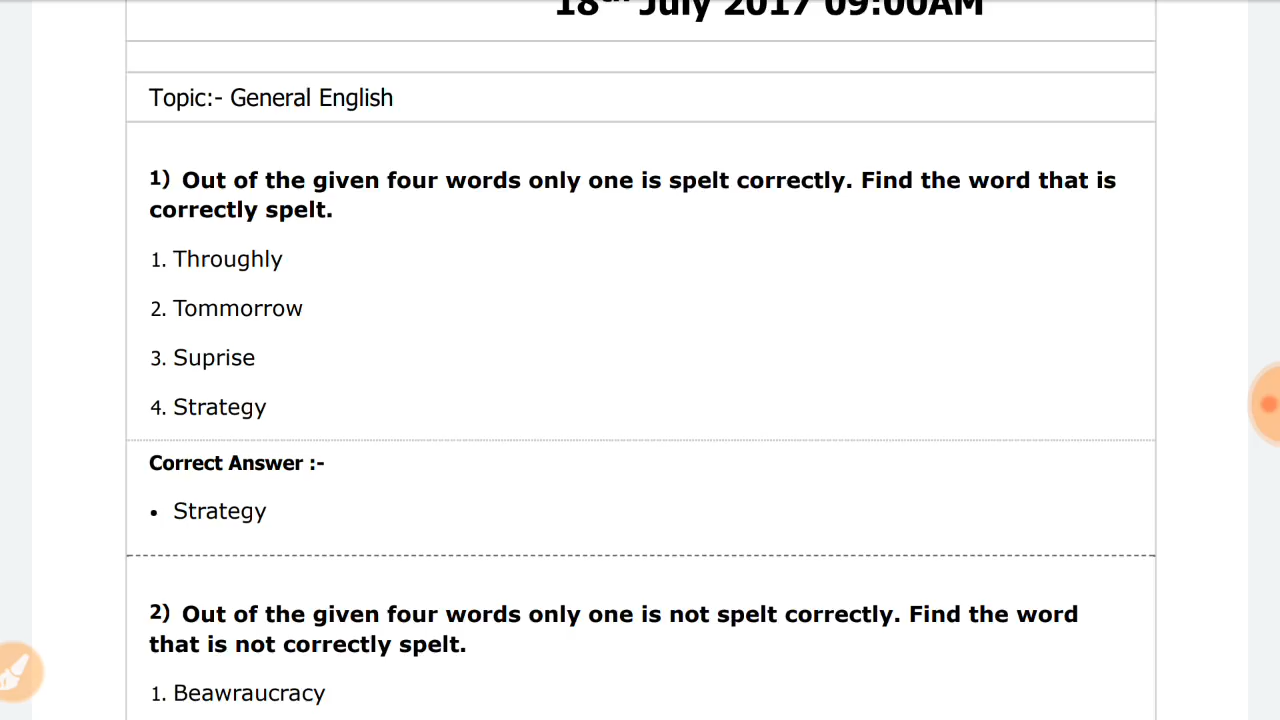 18th July 2017 09:00AM
Topic:- General English
1) Out of the given four words only one is spelt correctly. Find the word that is
correctly spelt.
1. Throughly
2. Tommorrow
3. Suprise
4. Strategy
Correct Answer :-
• Strategy
2) Out of the given four words only one is not spelt correctly. Find the word
that is not correctly spelt.
1. Beawraucracy